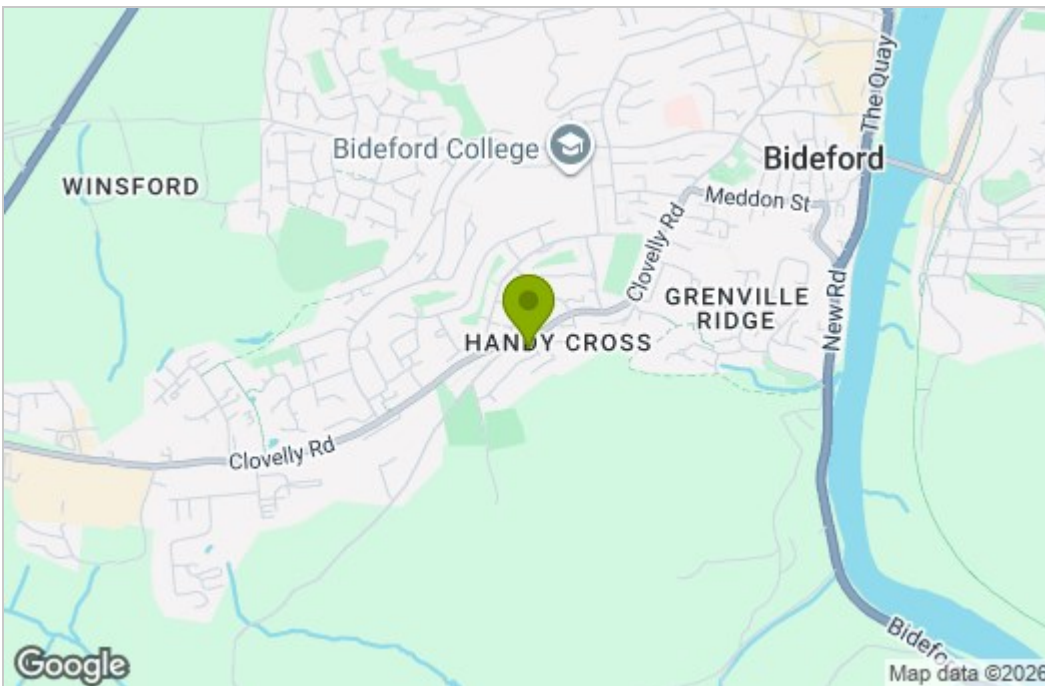 The Quay
Bideford College
Bideford
WINSFORD
Meddon St
Clovelly Rd
GRENVILLE
RIDGE
New Rd
HANDY CROSS
Clovelly Rd
Bidefo
Google
Map data ©2026